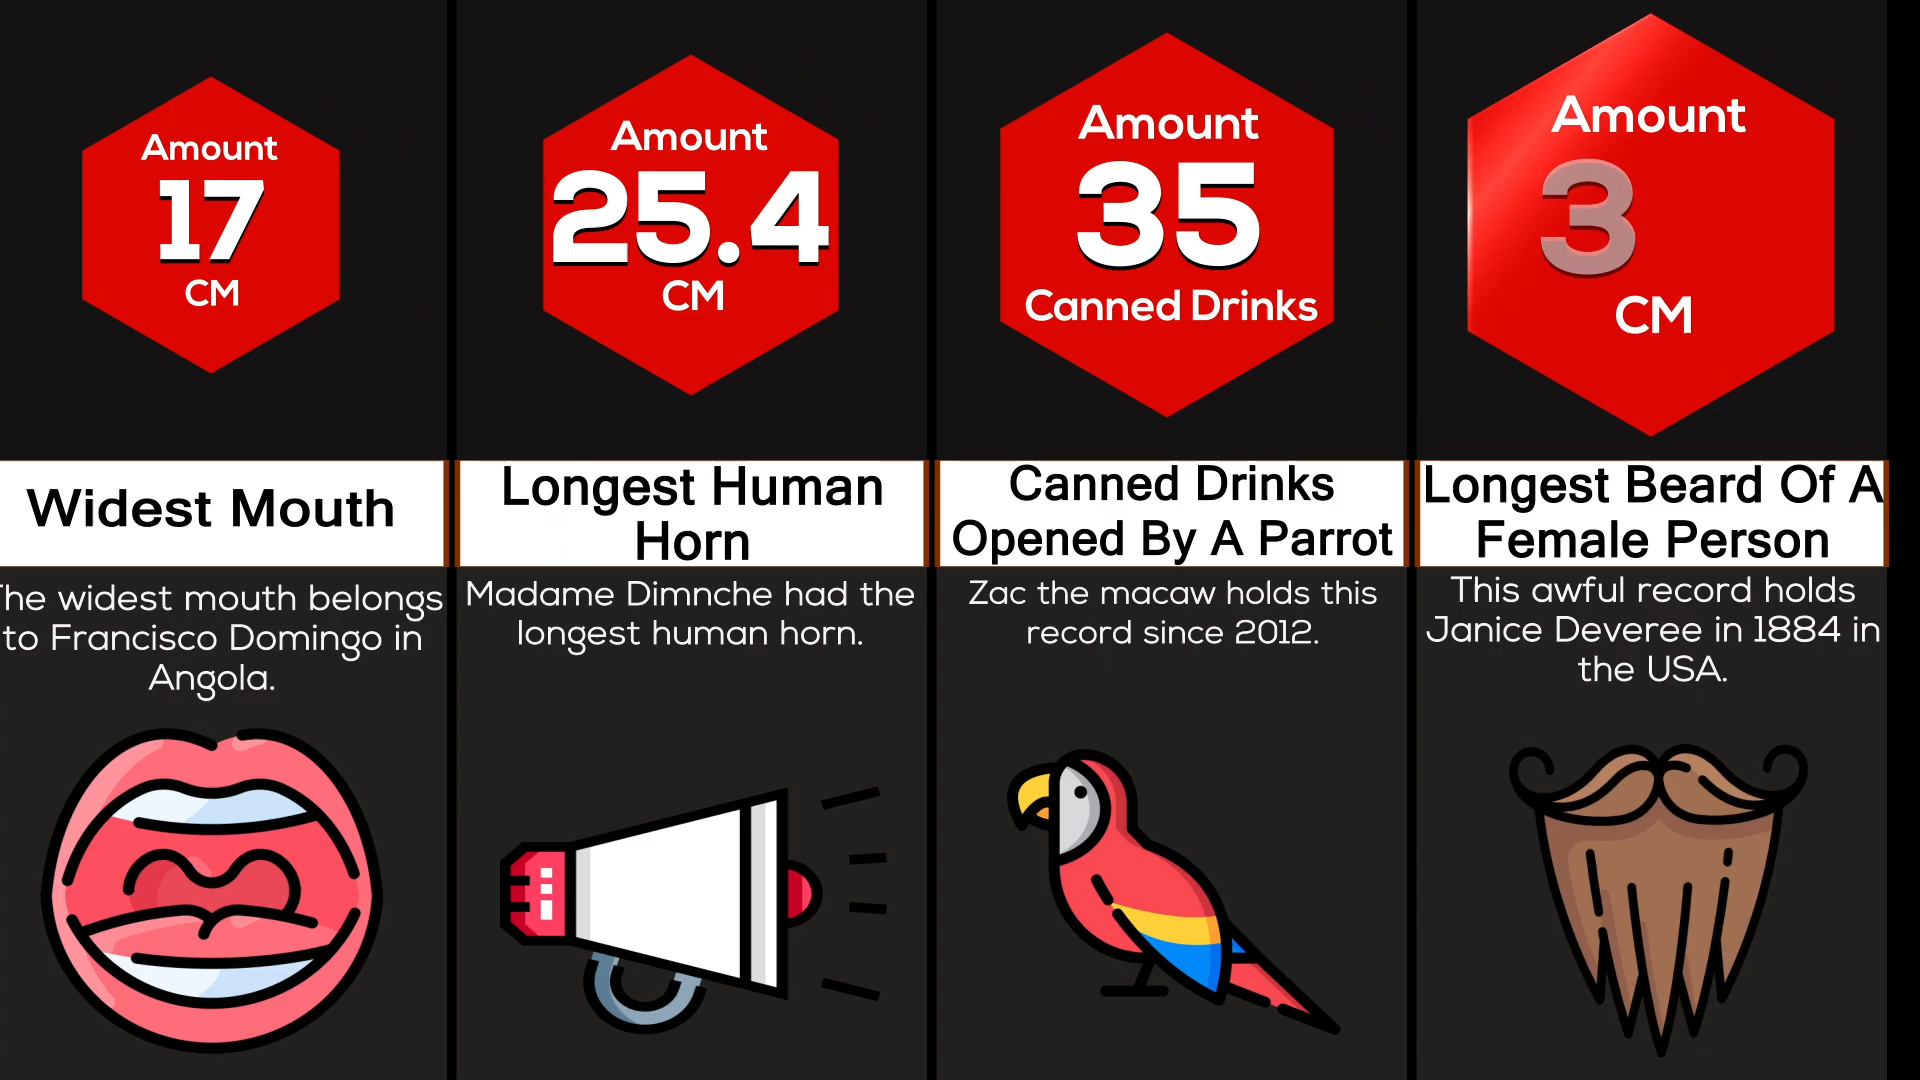 Amount
17
CM
Widest Mouth
The widest mouth belongs
to Francisco Domingo in
Angola.
Amount
25.4
CM
Longest Human
Horn
Madame Dimnche had the
longest human horn.
Amount
35
Canned Drinks
Canned Drinks
Opened By A Parrot
Zac the macaw holds this
record since 2012.
Amount
3
CM
Longest Beard Of A
Female Person
This awful record holds
Janice Deveree in 1884 in
the USA.